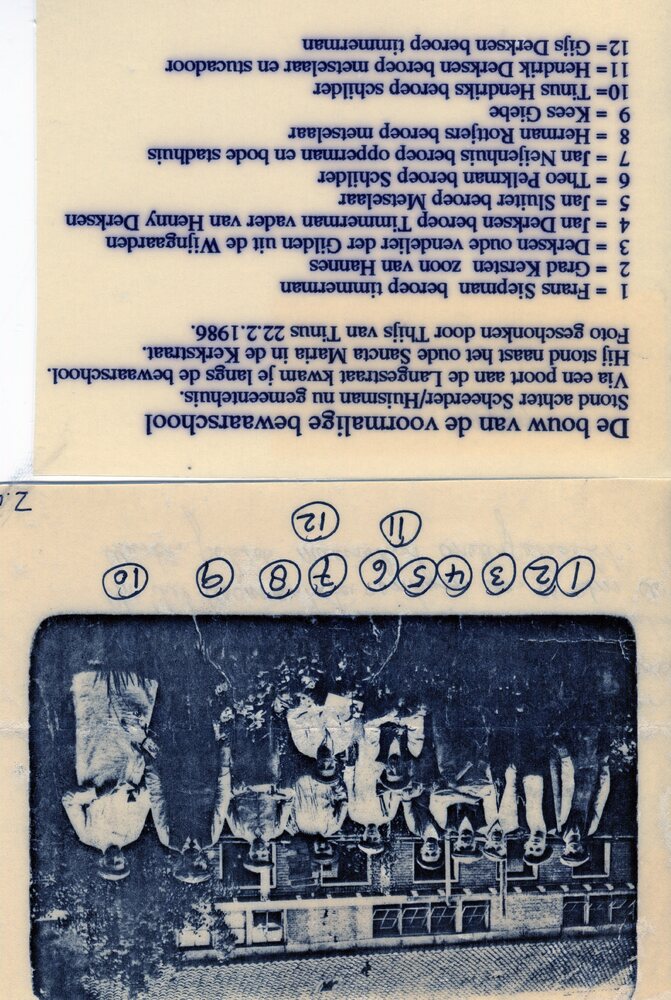 De bouw van de voormalige bewaarschool
Stond achter Scheerder/Huisman nu gemeentehuis.
Via een poort aan de Langestraat kwam je langs de bewaarschool.
Hij stond naast het oude Sancta Maria in de Kerkstraat.
Foto geschonken door Thijs van Tinus 22.2.1986.
1 = Frans Siepman beroep timmerman
2 = Grad Kersten zoon van Hannes
3 = Derksen oude vendelier der Gilden uit de Wijngaarden
4 = Jan Derksen Timmerman vader van Henny Derksen
5 = Jan Sluiter beroep Metselaar
6 = Theo Pelkman beroep Schilder
7 = Jan Neijenhuis beroep opperman en bode stadhuis
8 = Herman Rottjers beroep metselaar
9 = Kees Giebe
10= Tinus Hendriks beroep schilder
11= Hendrik Derksen beroep metselaar en stucadoor
12= Gijs Derksen beroep timmerman
1 2 3 4 5 6 7 8 9 10
11 12